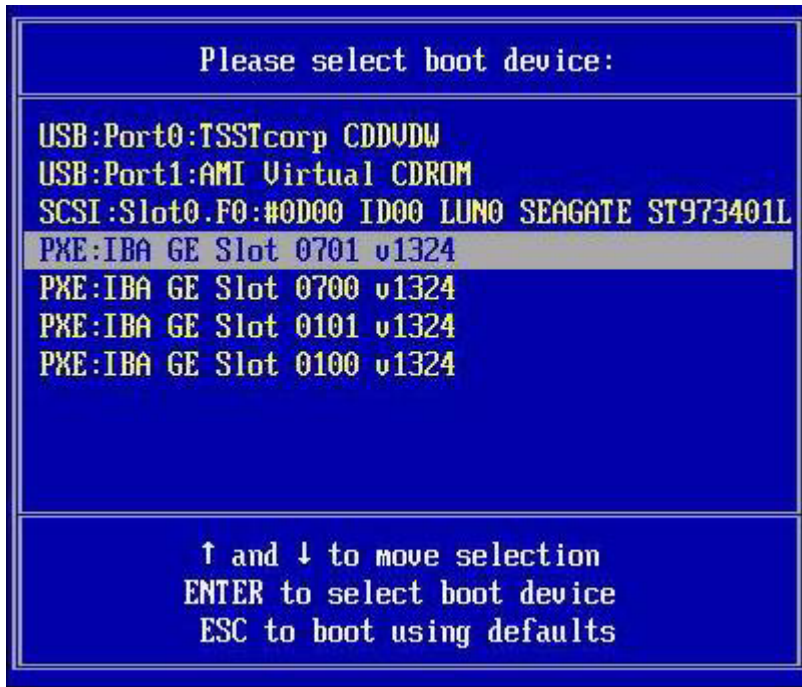 Please select boot device:
USB:Port0:TSSTcorp CDDVDW
USB:Port1:AMI Virtual CDROM
SCSI:Slot0.F0:#0D00 ID00 LUN0 SEAGATE ST973401L
PXE:IBA GE Slot 0701 v1324
PXE:IBA GE Slot 0700 v1324
PXE:IBA GE Slot 0101 v1324
PXE:IBA GE Slot 0100 v1324
↑ and ↓ to move selection
ENTER to select boot device
ESC to boot using defaults